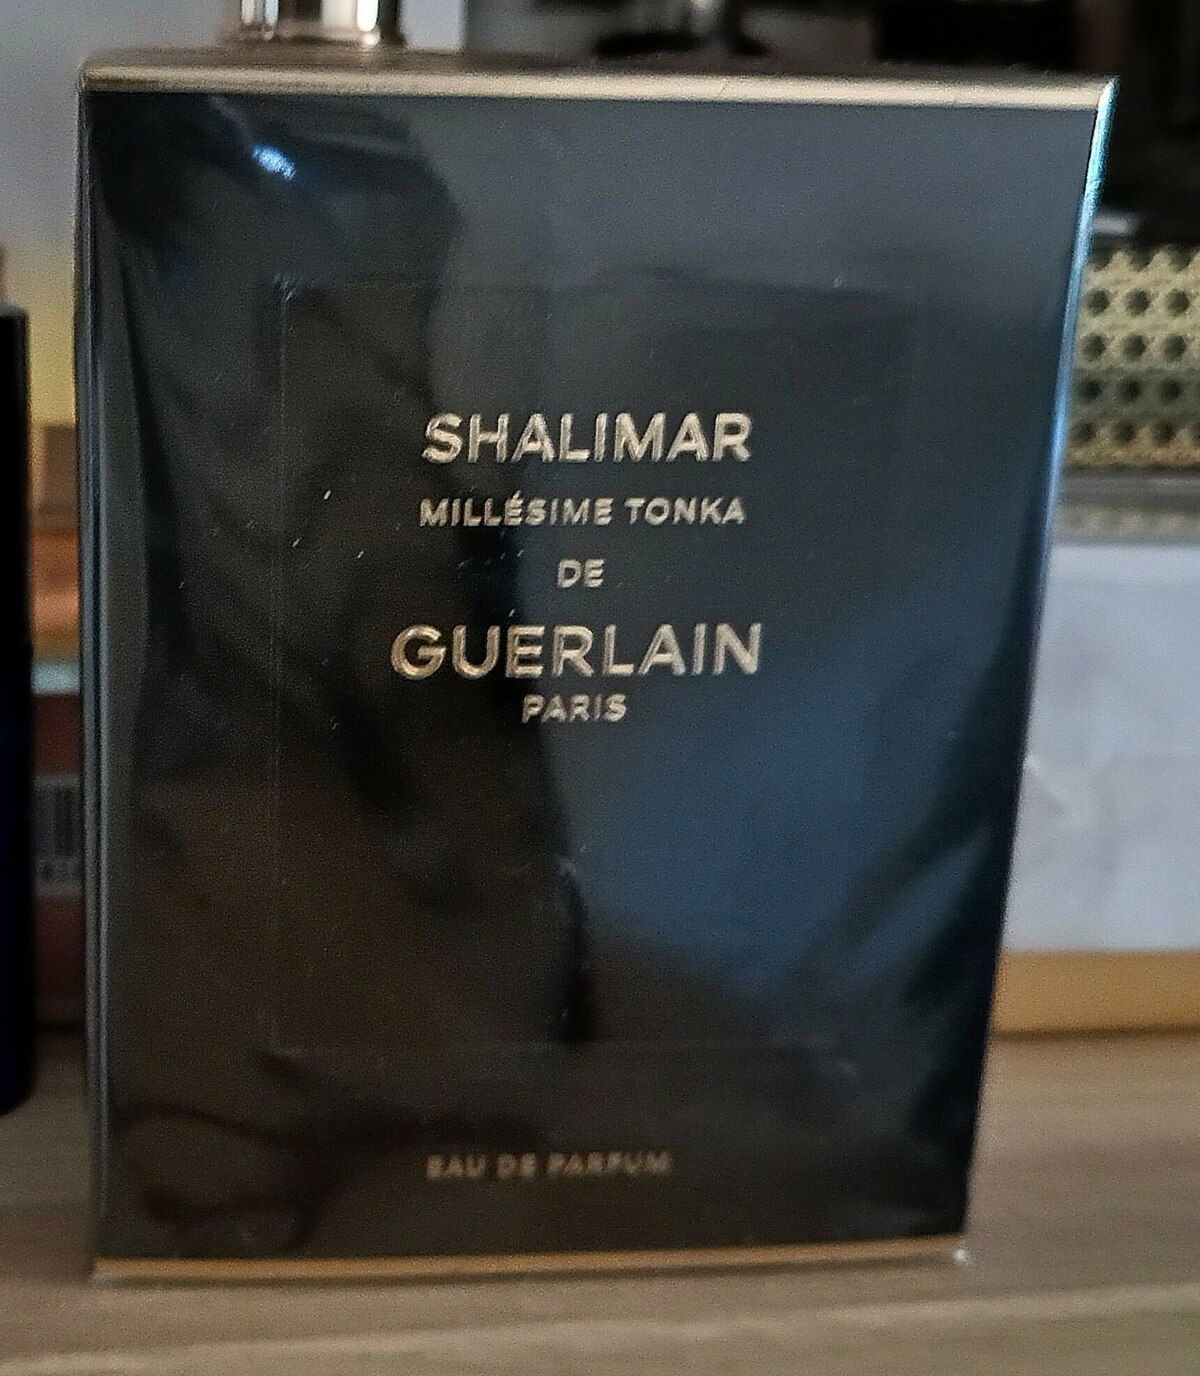 SHALIMAR
MILLÉSIME TONKA
DE
GUERLAIN
PARIS
EAU DE PARFUM